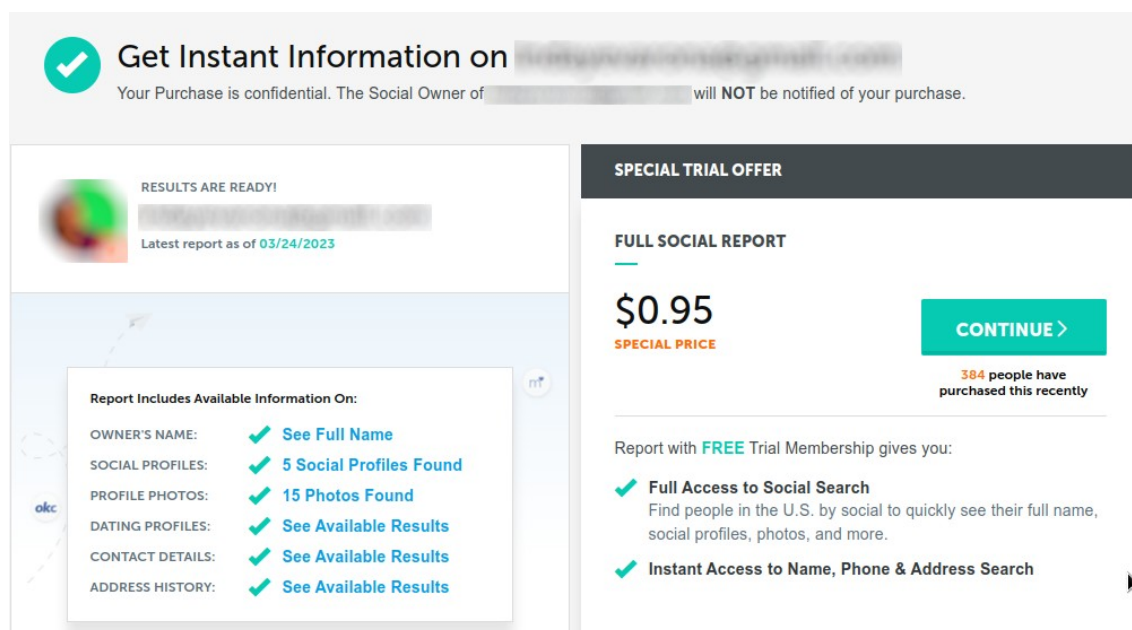 Get Instant Information on
Your Purchase is confidential. The Social Owner of will NOT be notified of your purchase.
RESULTS ARE READY!
Latest report as of 03/24/2023
Report Includes Available Information On:
OWNER'S NAME: See Full Name
SOCIAL PROFILES: 5 Social Profiles Found
PROFILE PHOTOS: 15 Photos Found
DATING PROFILES: See Available Results
CONTACT DETAILS: See Available Results
ADDRESS HISTORY: See Available Results
okc
m
SPECIAL TRIAL OFFER
FULL SOCIAL REPORT
$0.95
SPECIAL PRICE
CONTINUE
384 people have
purchased this recently
Report with FREE Trial Membership gives you:
Full Access to Social Search
Find people in the U.S. by social to quickly see their full name,
social profiles, photos, and more.
Instant Access to Name, Phone & Address Search